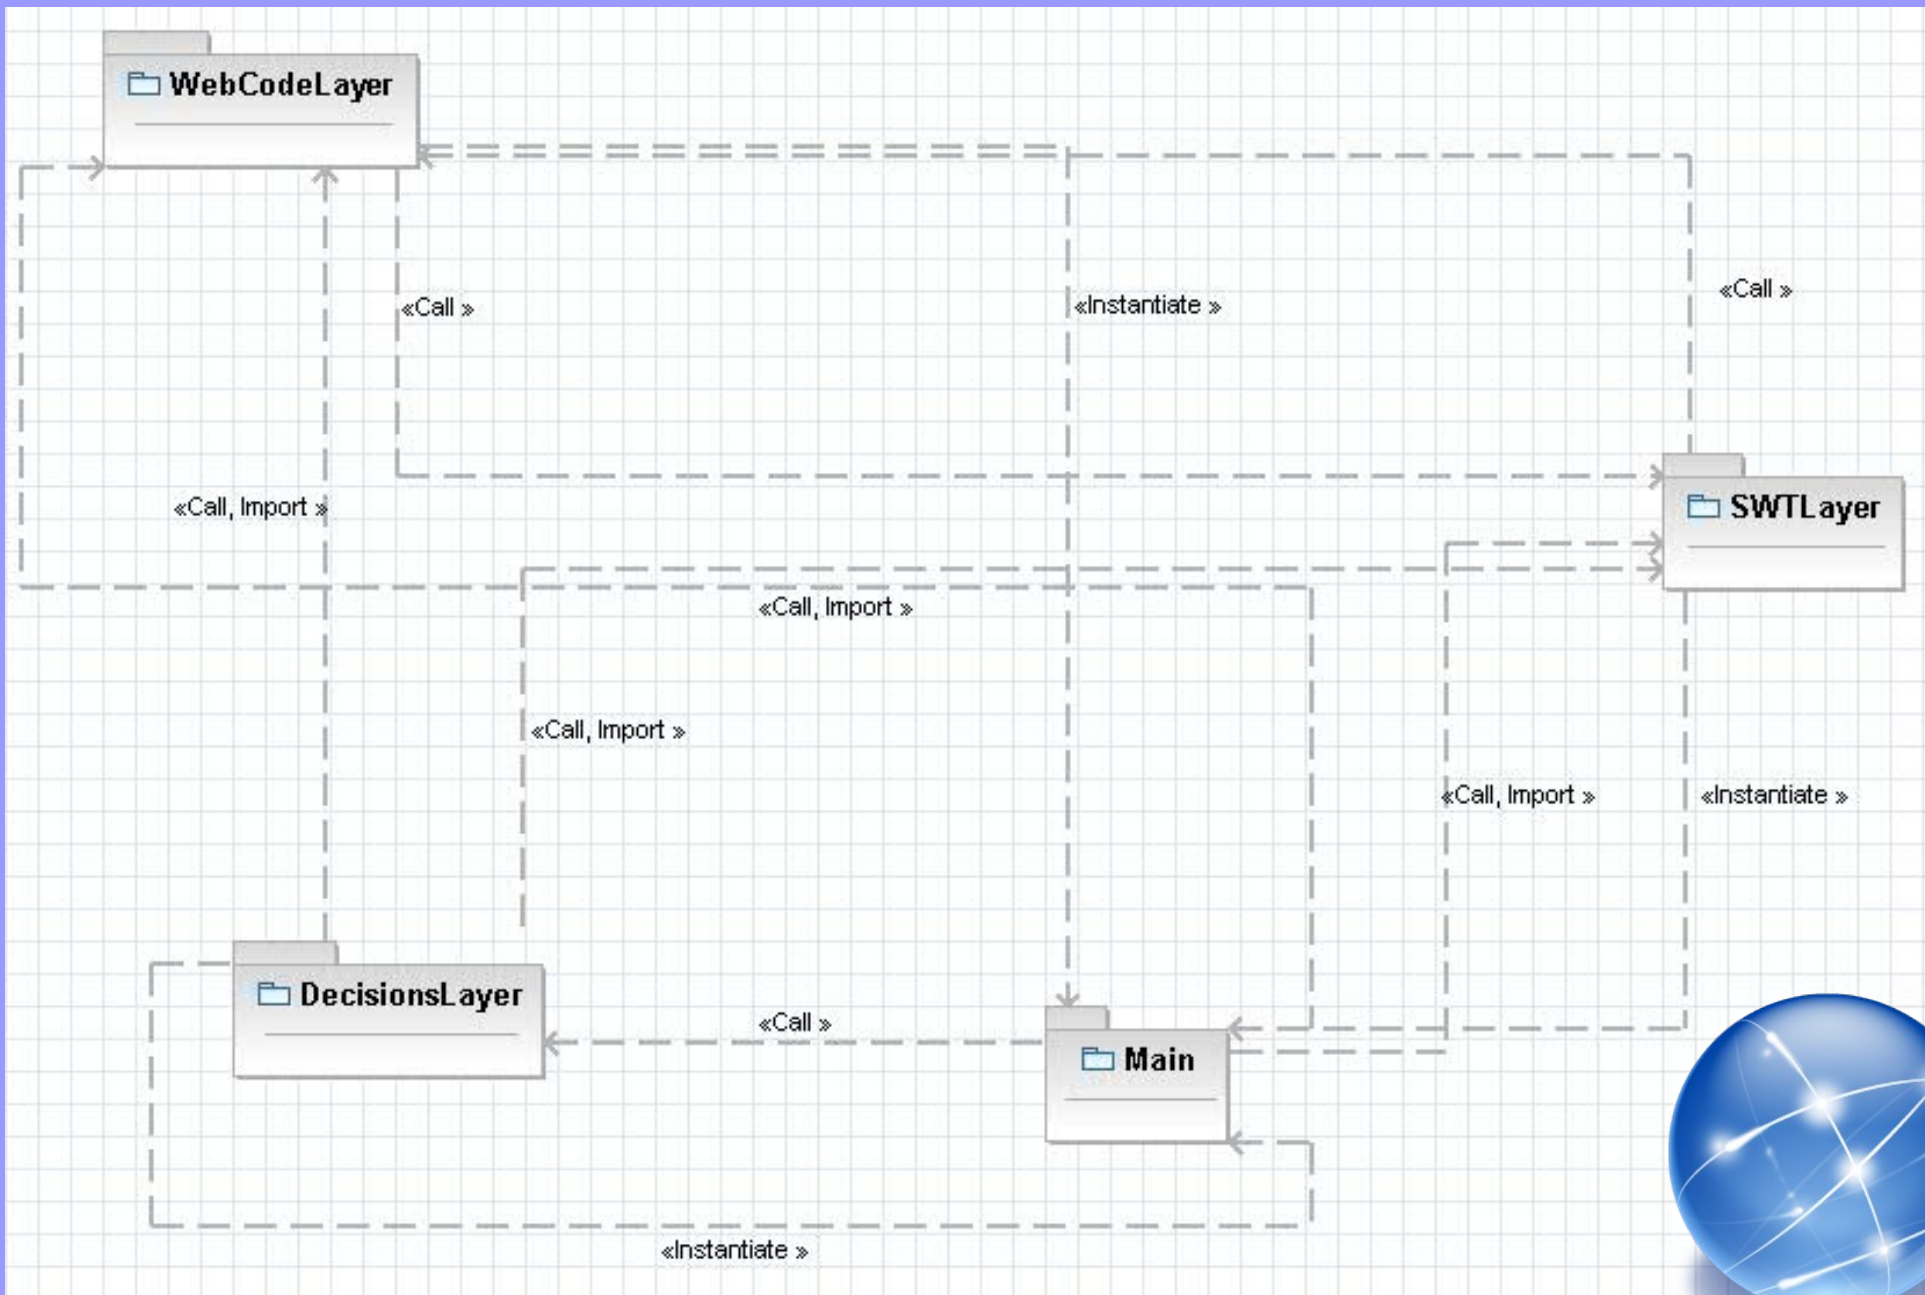 WebCodeLayer
«Call »
«Instantiate »
«Call »
«Call, Import »
SWTLayer
«Call, Import »
«Call, Import »
«Call, Import »
«Instantiate »
DecisionsLayer
«Call »
Main
«Instantiate »